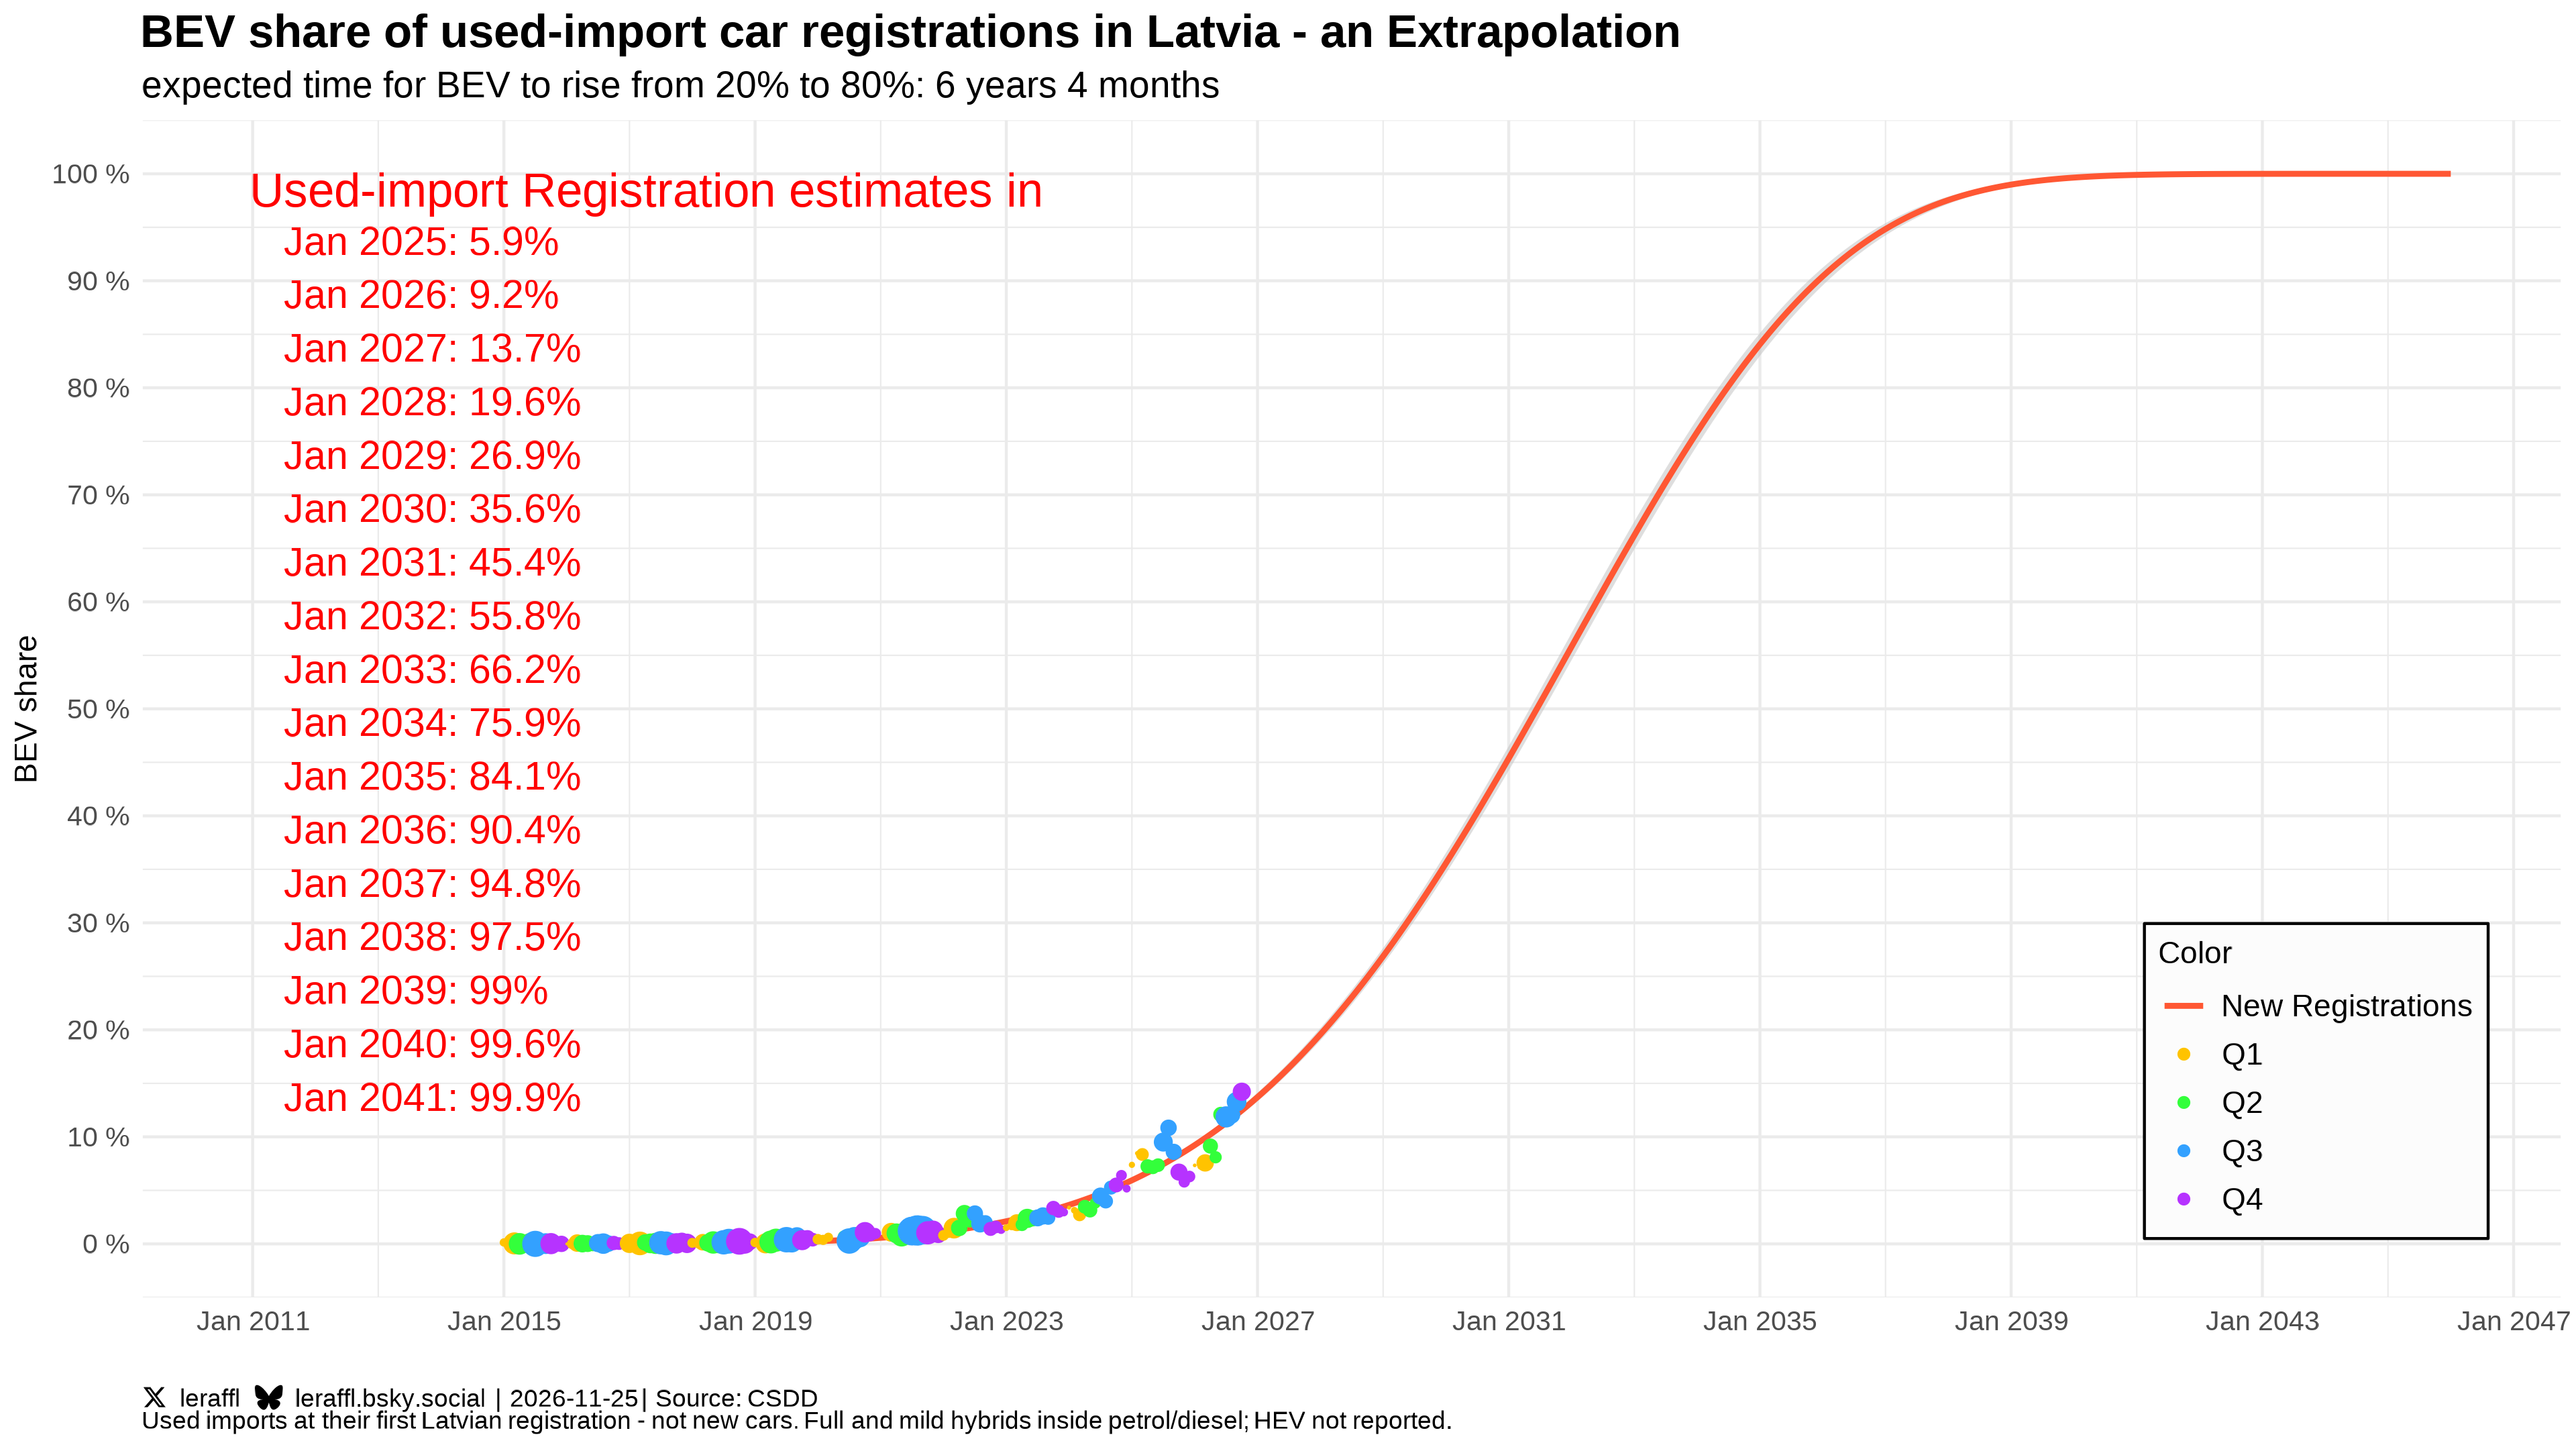 BEV share of used-import car registrations in Latvia - an Extrapolation
expected time for BEV to rise from 20% to 80%: 6 years 4 months
BEV share
100 %
90 %
80 %
70 %
60 %
50 %
40 %
30 %
20 %
10 %
0 %
Used-import Registration estimates in
Jan 2025: 5.9%
Jan 2026: 9.2%
Jan 2027: 13.7%
Jan 2028: 19.6%
Jan 2029: 26.9%
Jan 2030: 35.6%
Jan 2031: 45.4%
Jan 2032: 55.8%
Jan 2033: 66.2%
Jan 2034: 75.9%
Jan 2035: 84.1%
Jan 2036: 90.4%
Jan 2037: 94.8%
Jan 2038: 97.5%
Jan 2039: 99%
Jan 2040: 99.6%
Jan 2041: 99.9%
Color
New Registrations
Q1
Q2
Q3
Q4
Jan 2011 Jan 2015 Jan 2019 Jan 2023 Jan 2027 Jan 2031 Jan 2035 Jan 2039 Jan 2043 Jan 2047
leraffl leraffl.bsky.social | 2026-11-25| Source: CSDD
Used imports at their first Latvian registration - not new cars. Full and mild hybrids inside petrol/diesel; HEV not reported.